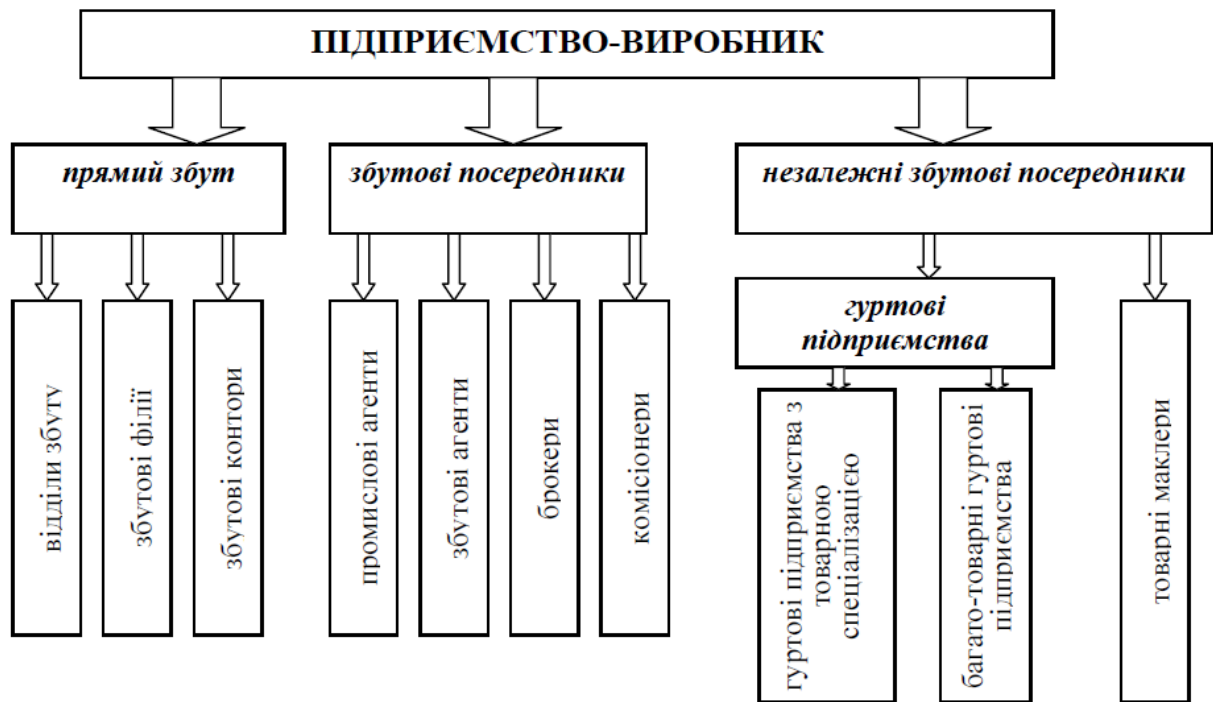 ПІДПРИЄМСТВО-ВИРОБНИК
прямий збут
збутові посередники
незалежні збутові посередники
гуртові
підприємства
відділи збуту
збутові філії
збутові контори
промислові агенти
збутові агенти
брокери
комісіонери
гуртові підприємства з
товарною
спеціалізацією
багато-товарні гуртові
підприємства
товарні маклери